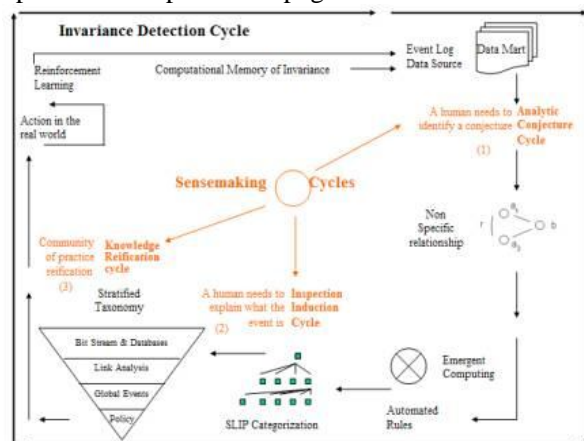 Invariance Detection Cycle
Event Log
Data Source
Data Mart
Reinforcement
Learning
Computational Memory of Invariance
Action in the
real world
A human needs to
identify a conjecture
(1)
Analytic
Conjecture
Cycle
Sensemaking Cycles
Non
Specific
relationship
r
b
Community
of practice
reification
(3)
Knowledge
Reification
cycle
Stratified
Taxonomy
A human needs to
explain what the
event is
(2)
Inspection
Induction
Cycle
Bit Stream & Databases
Link Analysis
Global Events
Policy
Emergent
Computing
SLIP Categorization
Automated
Rules